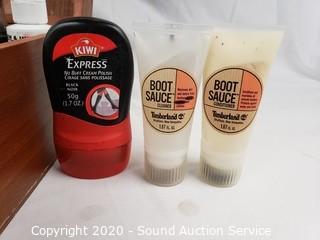 KIWI
EXPRESS
NO BUFF CREAM POLISH
CIRAGE SANS POLISSAGE
BLACK
NOIR
50g
(1.7 OZ.)
BOOT
SAUCE
CLEANER
Timberland
1.67 FL OZ.
BOOT
SAUCE
CONDITIONER
Timberland
1.67 FL OZ.
Copyright 2020 - Sound Auction Service